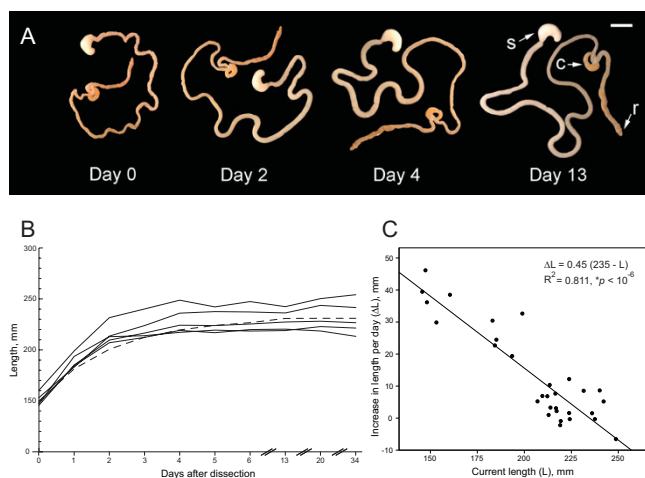 A
s
c
r
Day 0
Day 2
Day 4
Day 13
B
300
250
200
150
100
50
0
Length, mm
0
1
2
3
4
5
6
13
20
34
Days after dissection
C
ΔL = 0.45 (235 - L)
R2 = 0.811, *p < 10-6
50
40
30
20
10
0
-10
Increase in length per day (ΔL), mm
150
175
200
225
250
Current length (L), mm